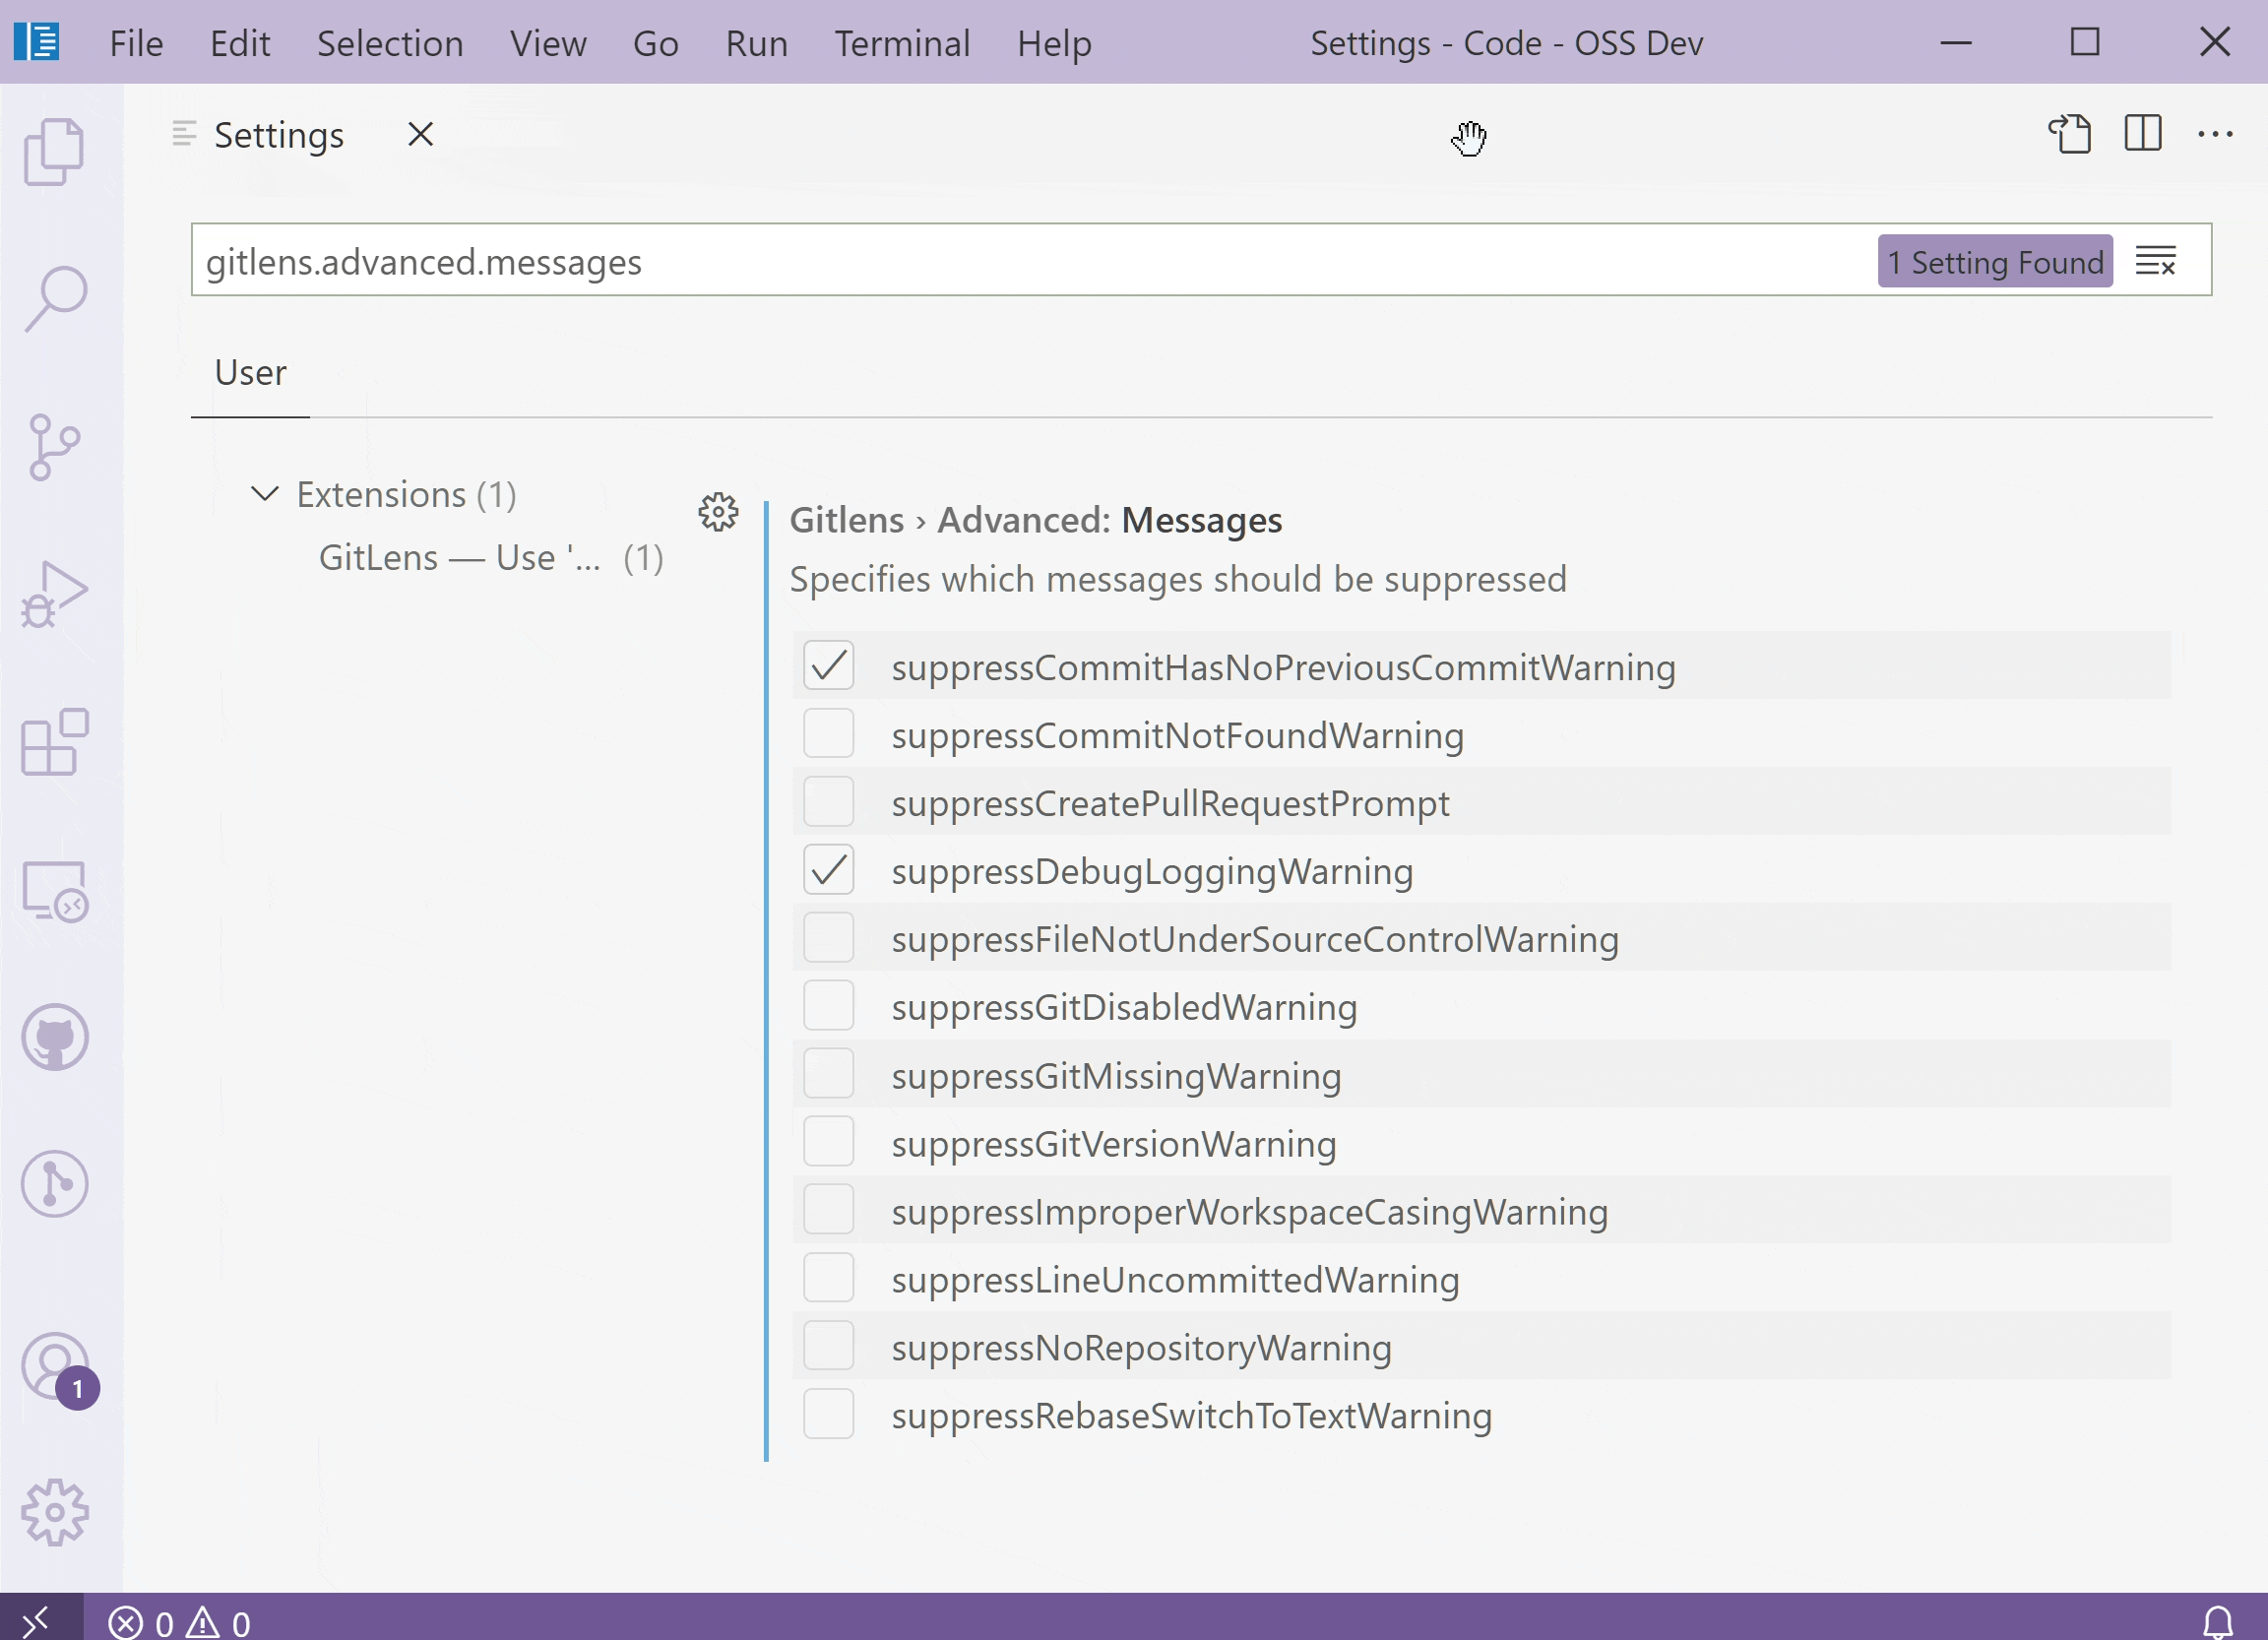 File Edit Selection View Go Run Terminal Help Settings - Code - OSS Dev
Settings
gitlens.advanced.messages 1 Setting Found
User
Extensions (1)
GitLens — Use '... (1)
Gitlens › Advanced: Messages
Specifies which messages should be suppressed
suppressCommitHasNoPreviousCommitWarning
suppressCommitNotFoundWarning
suppressCreatePullRequestPrompt
suppressDebugLoggingWarning
suppressFileNotUnderSourceControlWarning
suppressGitDisabledWarning
suppressGitMissingWarning
suppressGitVersionWarning
suppressImproperWorkspaceCasingWarning
suppressLineUncommittedWarning
suppressNoRepositoryWarning
suppressRebaseSwitchToTextWarning
1
0 0